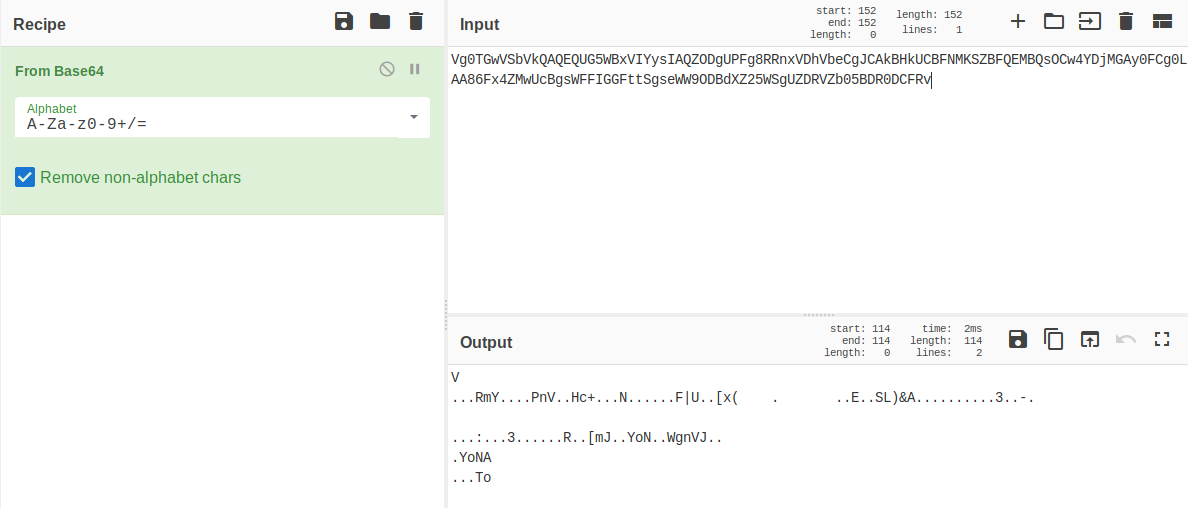 Recipe
Input
start: 152
end: 152
length: 0
length: 152
lines: 1
From Base64
Alphabet
A-Za-z0-9+/=
Remove non-alphabet chars
Vg0TGwVSbVkQAQEQUG5WBxVIYysIAQZODgUPFg8RRnxVDhVbeCgJCAkBHkUCBFNMKSZBFQEMBQsOCw4YDjMGAy0FCg0L
AA86Fx4ZMwUcBgsWFFIGGFttSgseWW9ODBdXZ25WSgUZDRVZb05BDR0DCFRv
Output
start: 114
end: 114
length: 0
time: 2ms
length: 114
lines: 2
V
...RmY....PnV..Hc+...N......F|U..[x( . ..E..SL)&A..........3..-.
...:...3......R..[mJ..YoN..WgnVJ..
.YoNA
...To